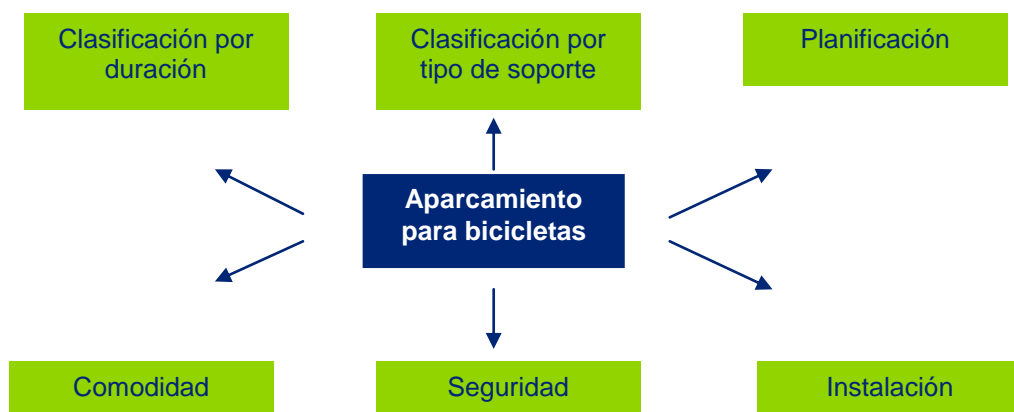 Clasificación por
duración
Clasificación por
tipo de soporte
Planificación
Aparcamiento
para bicicletas
Comodidad
Seguridad
Instalación